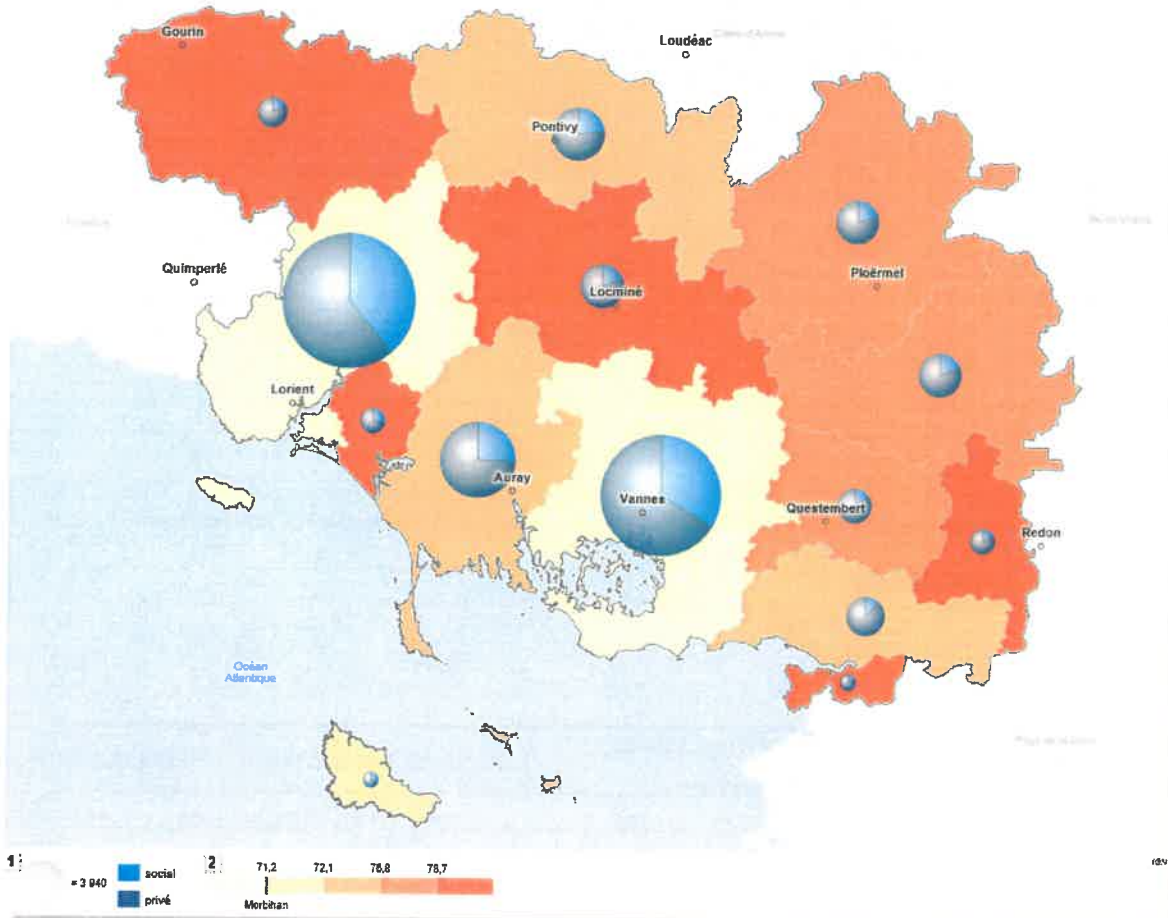 Gourin
Loudéac
Pontivy
Quimperlé
Ploërmel
Locminé
Lorient
Auray
Vannes
Questembert
Redon
Océan
Atlantique
1
= 3 940
social
privé
2
71,2
72,1
76,8
78,7
Morbihan